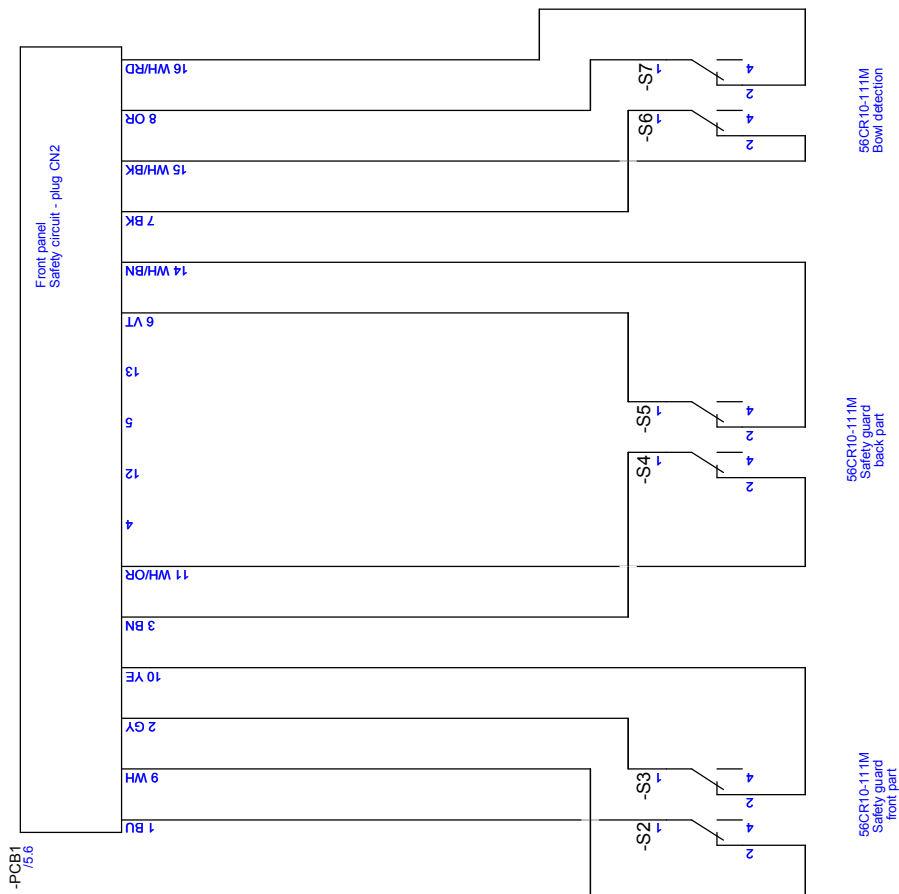 Front panel
Safety circuit - plug CN2
-PCB1
/5.6
16 WH/RD
8 OR
15 WH/BK
7 BK
14 WH/BN
6 VT
13
5
12
4
11 WH/OR
3 BN
10 YE
2 GY
9 WH
1 BU
-S7
1
4
2
-S6
1
4
2
56CR10-111M
Bowl detection
-S5
1
4
2
-S4
1
4
2
56CR10-111M
Safety guard
back part
-S3
1
4
2
-S2
1
4
2
56CR10-111M
Safety guard
front part